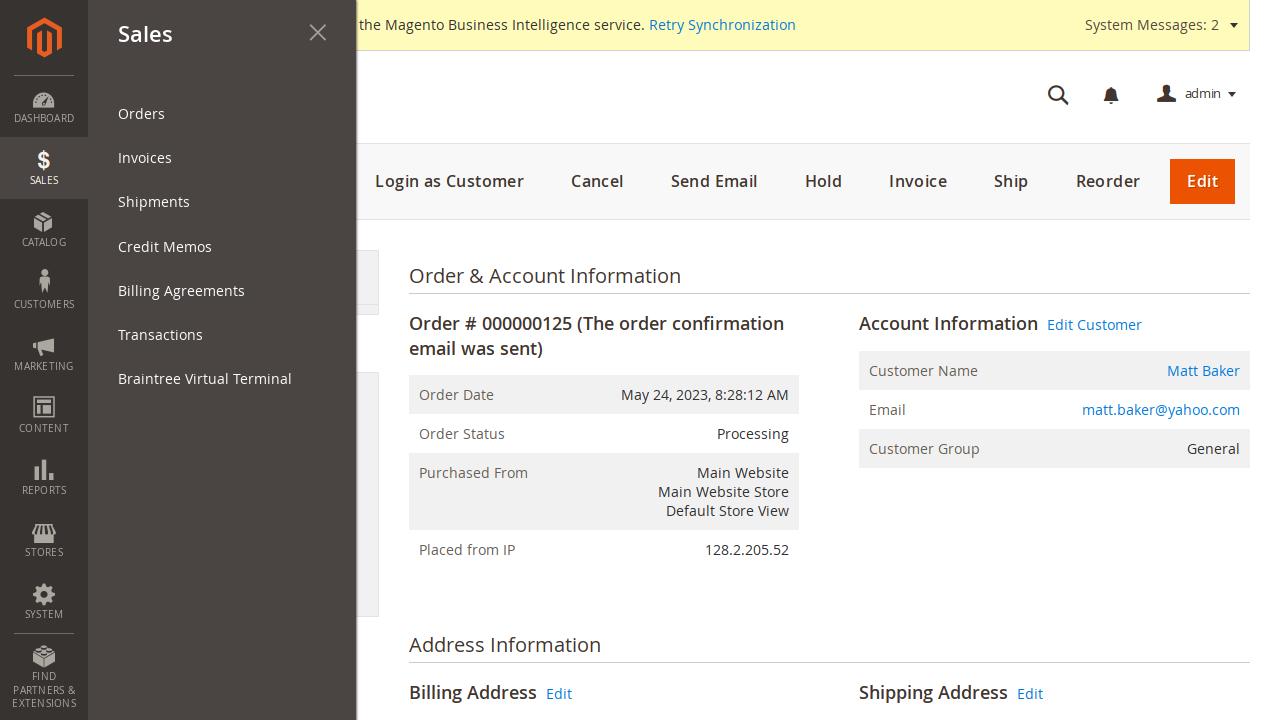 the Magento Business Intelligence service. Retry Synchronization
System Messages: 2
Sales
DASHBOARD
SALES
CATALOG
CUSTOMERS
MARKETING
CONTENT
REPORTS
STORES
SYSTEM
FIND
PARTNERS &
EXTENSIONS
Orders
Invoices
Shipments
Credit Memos
Billing Agreements
Transactions
Braintree Virtual Terminal
admin
Login as Customer
Cancel
Send Email
Hold
Invoice
Ship
Reorder
Edit
Order & Account Information
Order # 000000125 (The order confirmation
email was sent)
Order Date May 24, 2023, 8:28:12 AM
Order Status Processing
Purchased From Main Website
Main Website Store
Default Store View
Placed from IP 128.2.205.52
Account Information Edit Customer
Customer Name Matt Baker
Email matt.baker@yahoo.com
Customer Group General
Address Information
Billing Address Edit
Shipping Address Edit